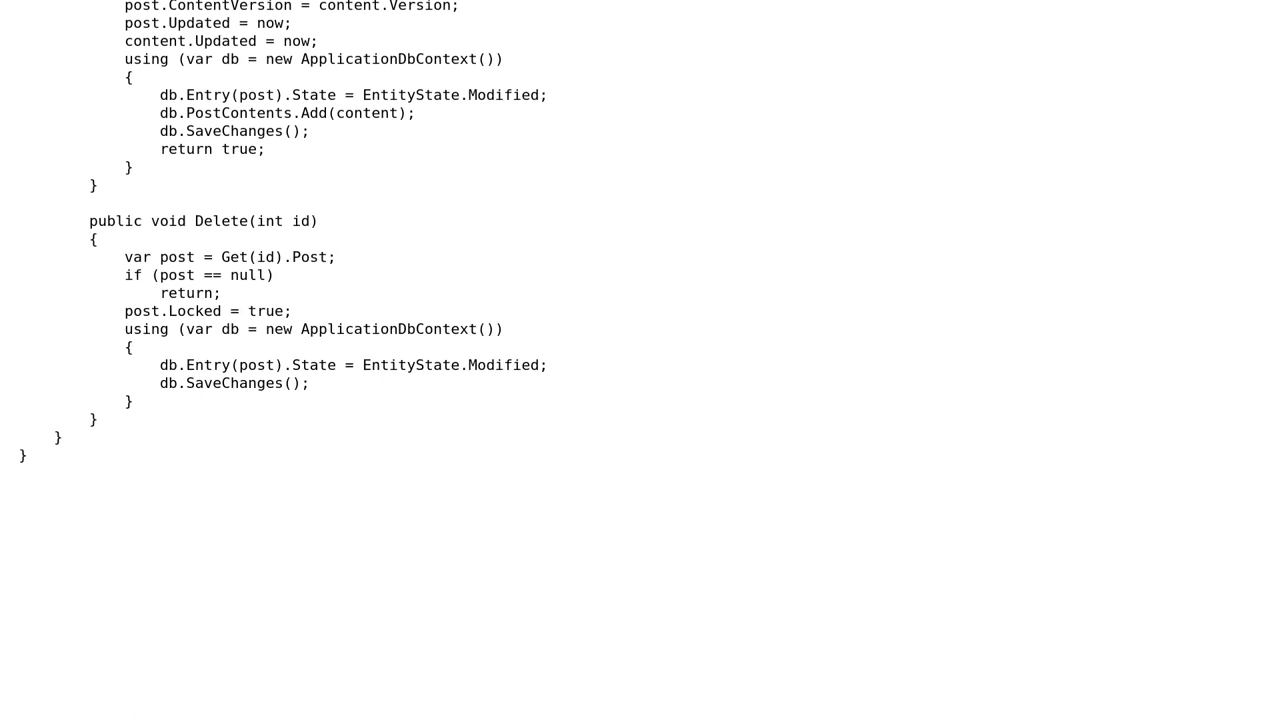 post.ContentVersion = content.Version;
            post.Updated = now;
            content.Updated = now;
            using (var db = new ApplicationDbContext())
            {
                db.Entry(post).State = EntityState.Modified;
                db.PostContents.Add(content);
                db.SaveChanges();
                return true;
            }
        }

        public void Delete(int id)
        {
            var post = Get(id).Post;
            if (post == null)
                return;
            post.Locked = true;
            using (var db = new ApplicationDbContext())
            {
                db.Entry(post).State = EntityState.Modified;
                db.SaveChanges();
            }
        }
    }
}